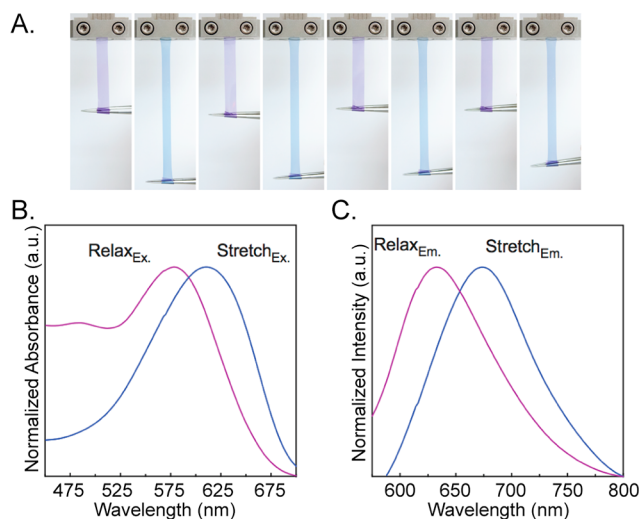 A.
B.
C.
Relax Ex.
Stretch Ex.
Relax Em.
Stretch Em.
Normalized Absorbance (a.u.)
Normalized Intensity (a.u.)
475 525 575 625 675
600 650 700 750 800
Wavelength (nm)
Wavelength (nm)